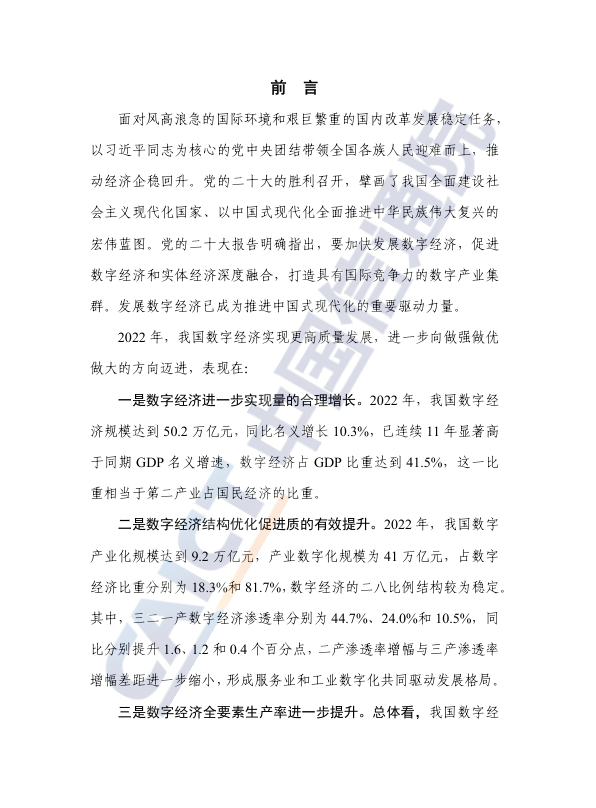 前 言
面对风高浪急的国际环境和艰巨繁重的国内改革发展稳定任务，
以习近平同志为核心的党中央团结带领全国各族人民迎难而上，推
动经济企稳回升。党的二十大的胜利召开，擘画了我国全面建设社
会主义现代化国家、以中国式现代化全面推进中华民族伟大复兴的
宏伟蓝图。党的二十大报告明确指出，要加快发展数字经济，促进
数字经济和实体经济深度融合，打造具有国际竞争力的数字产业集
群。发展数字经济已成为推进中国式现代化的重要驱动力量。
2022 年，我国数字经济实现更高质量发展，进一步向做强做优
做大的方向迈进，表现在：
一是数字经济进一步实现量的合理增长。2022 年，我国数字经
济规模达到 50.2 万亿元，同比名义增长 10.3%，已连续 11 年显著高
于同期 GDP 名义增速，数字经济占 GDP 比重达到 41.5%，这一比
重相当于第二产业占国民经济的比重。
二是数字经济结构优化促进质的有效提升。2022 年，我国数字
产业化规模达到 9.2 万亿元，产业数字化规模为 41 万亿元，占数字
经济比重分别为 18.3%和 81.7%，数字经济的二八比例结构较为稳定。
其中，三二一产数字经济渗透率分别为 44.7%、24.0%和 10.5%，同
比分别提升 1.6、1.2 和 0.4 个百分点，二产渗透率增幅与三产渗透率
增幅差距进一步缩小，形成服务业和工业数字化共同驱动发展格局。
三是数字经济全要素生产率进一步提升。总体看，我国数字经
CAICT 中国信通院